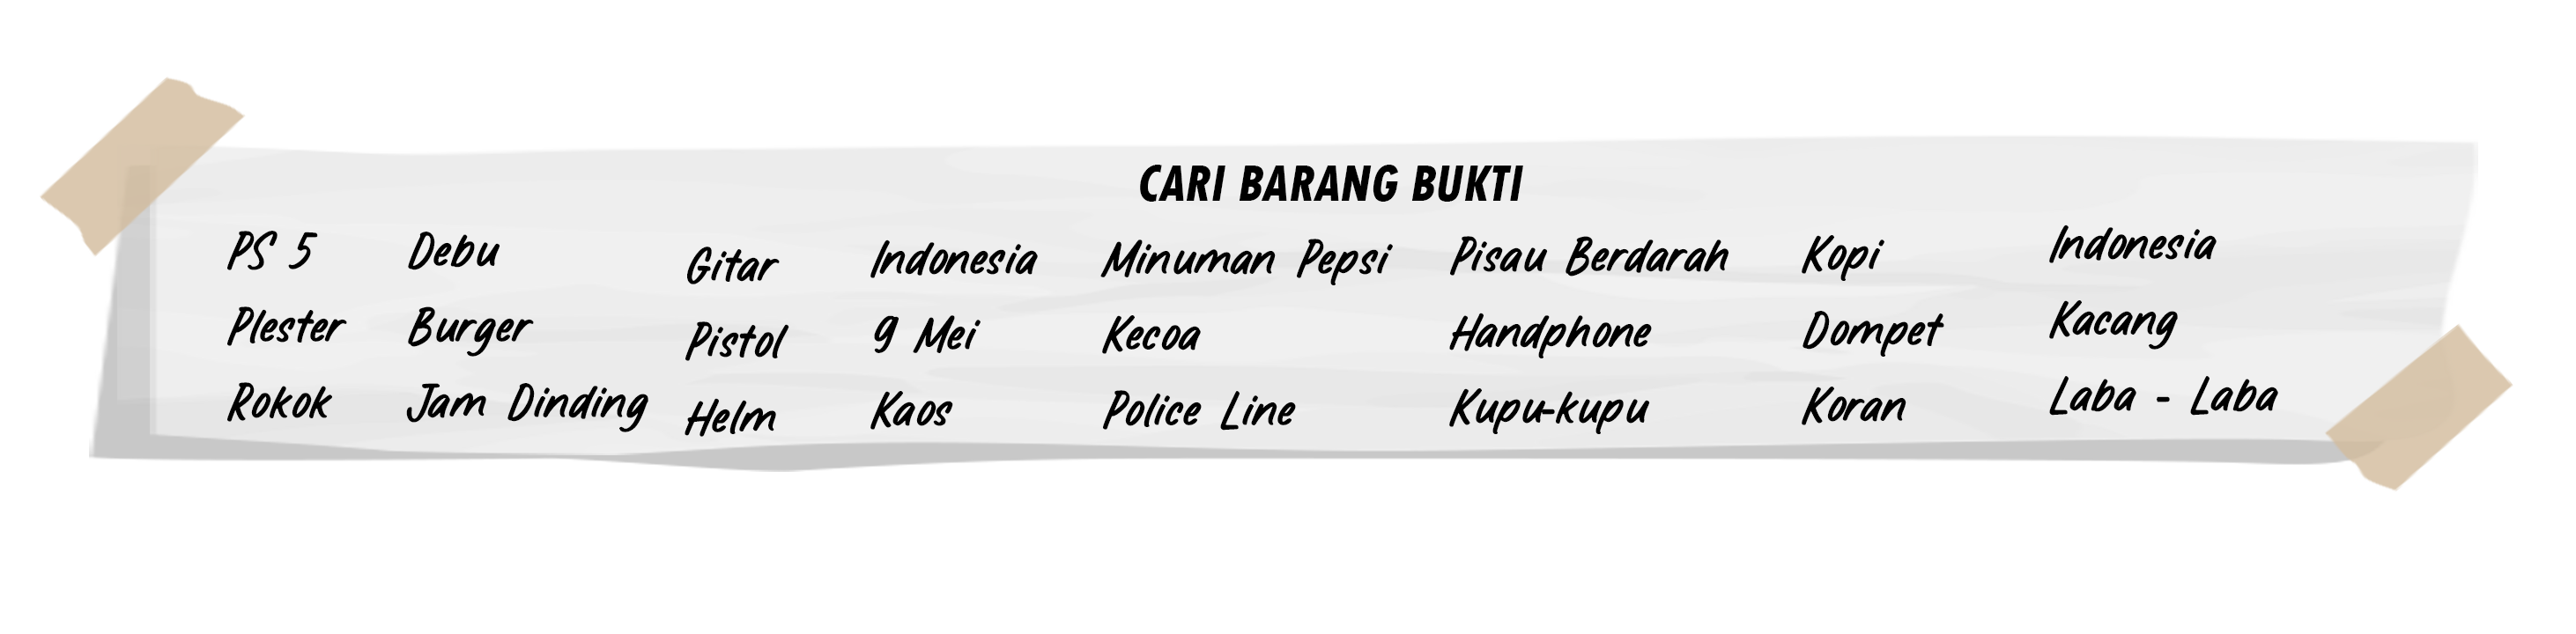 CARI BARANG BUKTI
PS 5
Plester
Rokok
Debu
Burger
Jam Dinding
Gitar
Pistol
Helm
Indonesia
9 Mei
Kaos
Minuman Pepsi
Kecoa
Police Line
Pisau Berdarah
Handphone
Kupu-kupu
Kopi
Dompet
Koran
Indonesia
Kacang
Laba - Laba